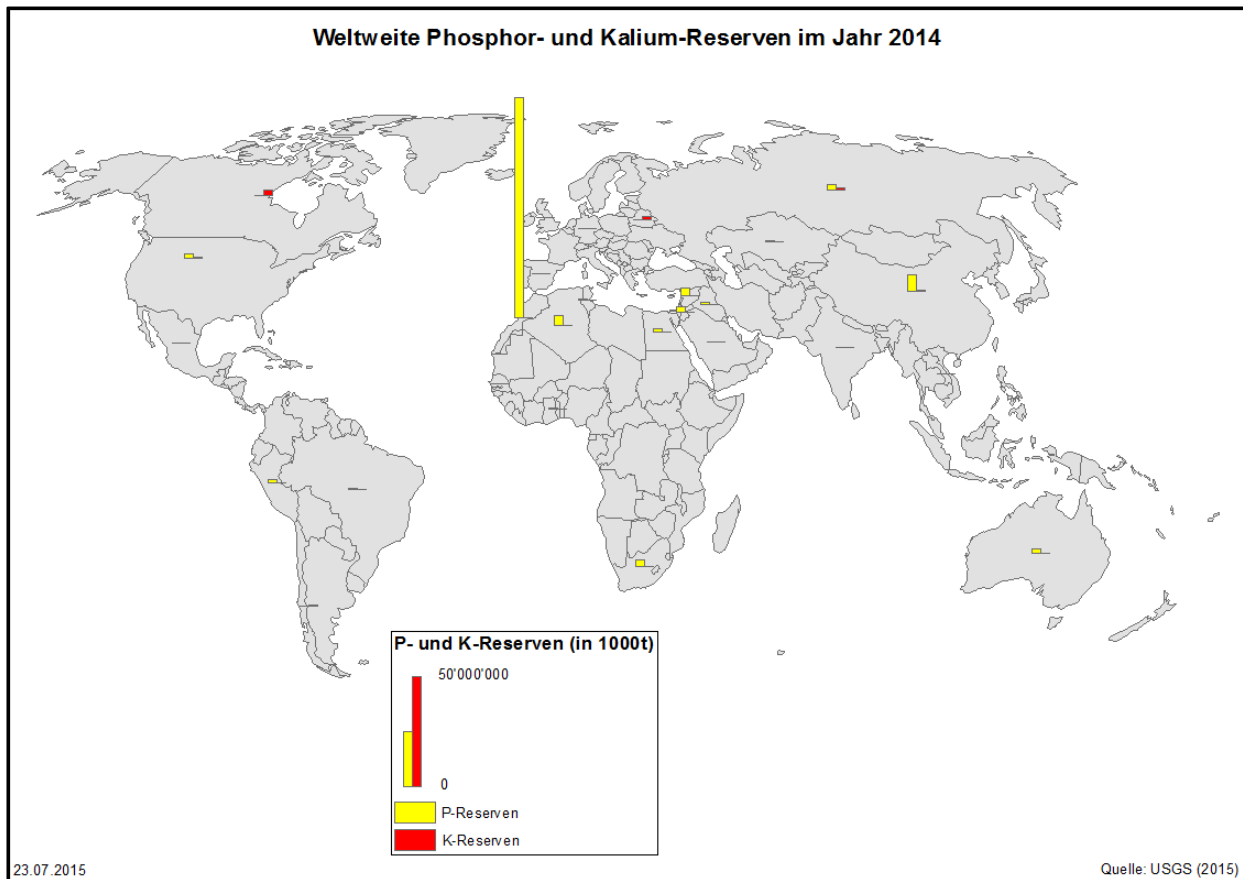 Weltweite Phosphor- und Kalium-Reserven im Jahr 2014
P- und K-Reserven (in 1000t)
50'000'000
0
P-Reserven
K-Reserven
23.07.2015
Quelle: USGS (2015)